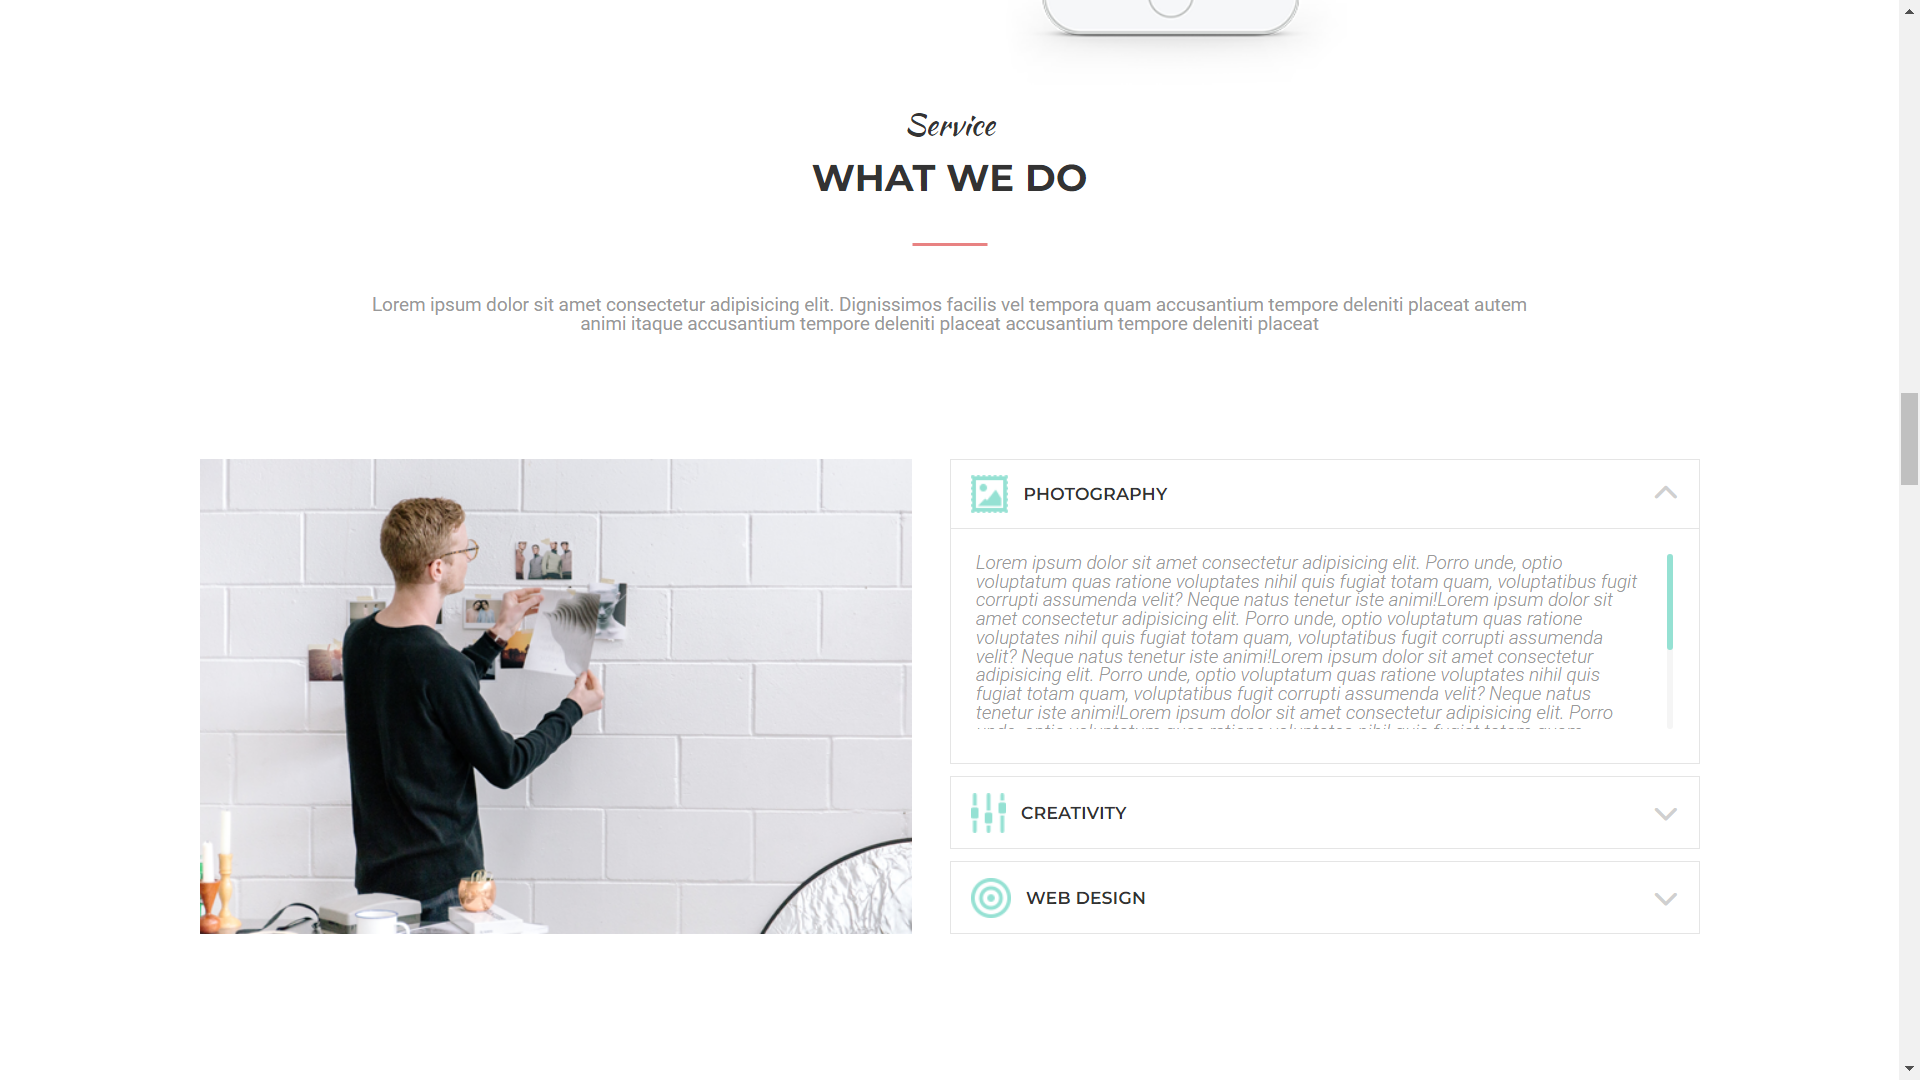 Service
WHAT WE DO
Lorem ipsum dolor sit amet consectetur adipisicing elit. Dignissimos facilis vel tempora quam accusantium tempore deleniti placeat autem
animi itaque accusantium tempore deleniti placeat accusantium tempore deleniti placeat
PHOTOGRAPHY
Lorem ipsum dolor sit amet consectetur adipisicing elit. Porro unde, optio
voluptatum quas ratione voluptates nihil quis fugiat totam quam, voluptatibus fugit
corrupti assumenda velit? Neque natus tenetur iste animi!Lorem ipsum dolor sit
amet consectetur adipisicing elit. Porro unde, optio voluptatum quas ratione
voluptates nihil quis fugiat totam quam, voluptatibus fugit corrupti assumenda
velit? Neque natus tenetur iste animi!Lorem ipsum dolor sit amet consectetur
adipisicing elit. Porro unde, optio voluptatum quas ratione voluptates nihil quis
fugiat totam quam, voluptatibus fugit corrupti assumenda velit? Neque natus
tenetur iste animi!Lorem ipsum dolor sit amet consectetur adipisicing elit. Porro
CREATIVITY
WEB DESIGN